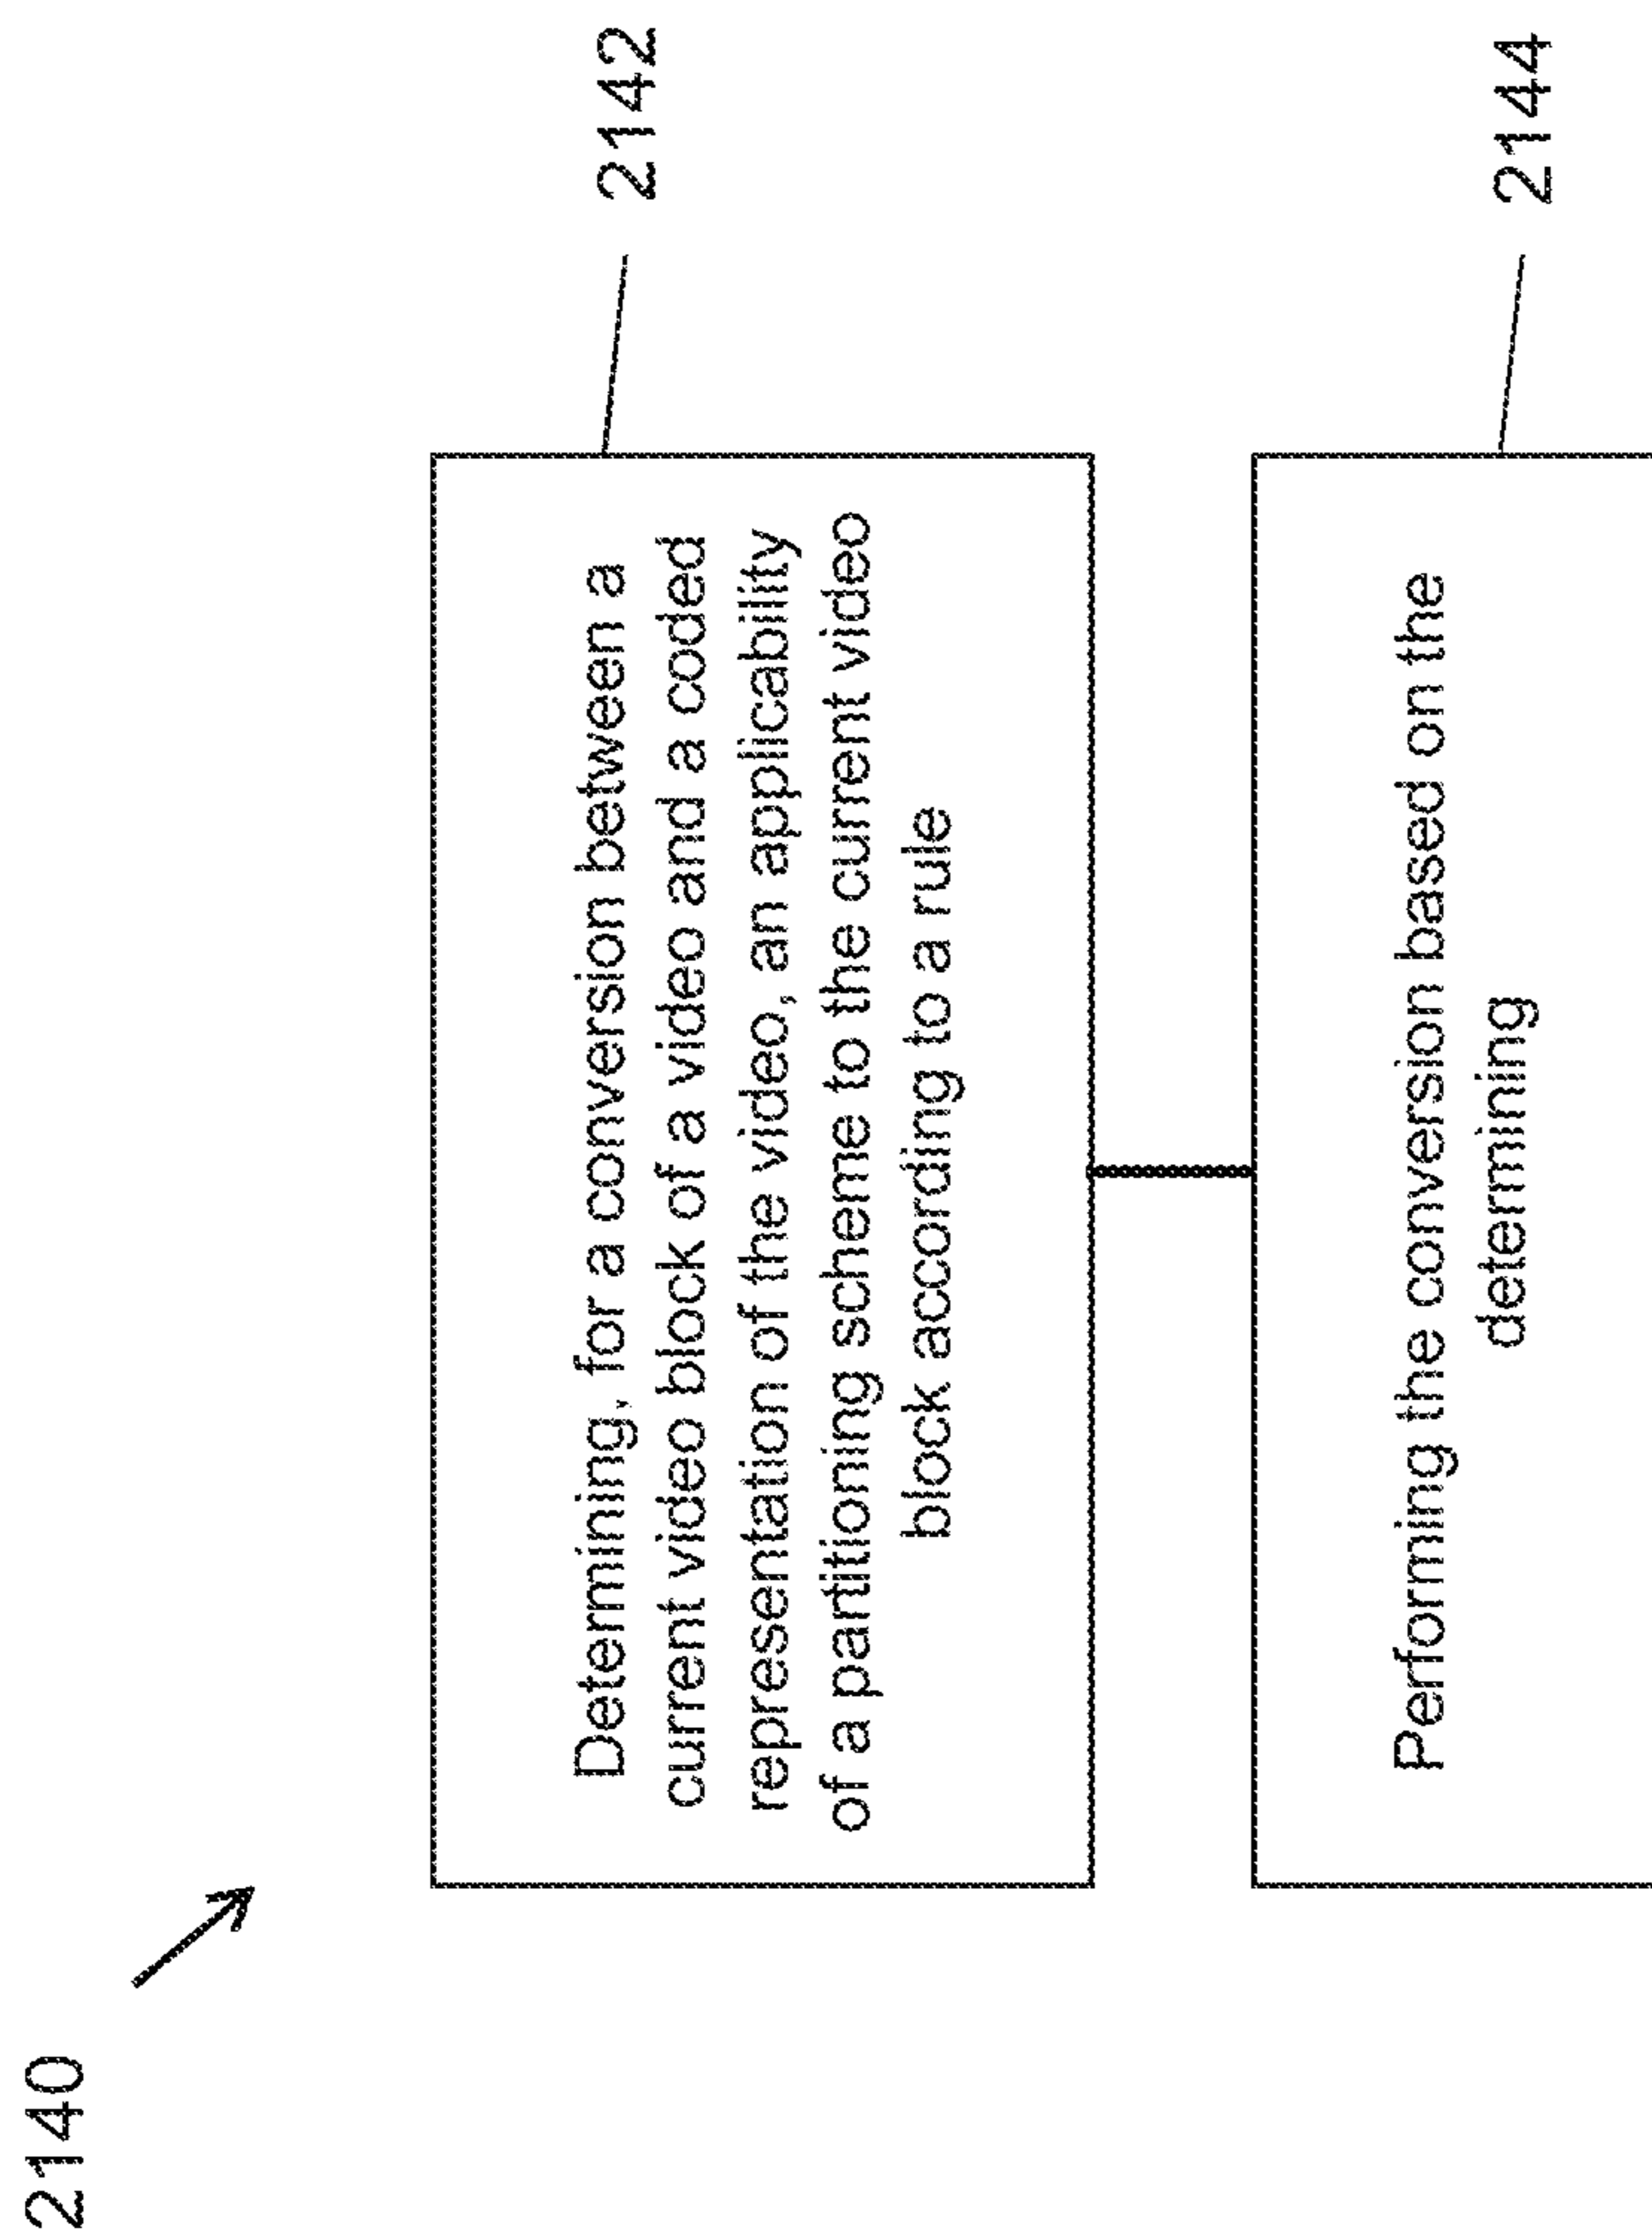 2140
Determining, for a conversion between a
current video block of a video and a coded
representation of the video, an applicability
of a partitioning scheme to the current video
block according to a rule
2142
Performing the conversion based on the
determining
2144